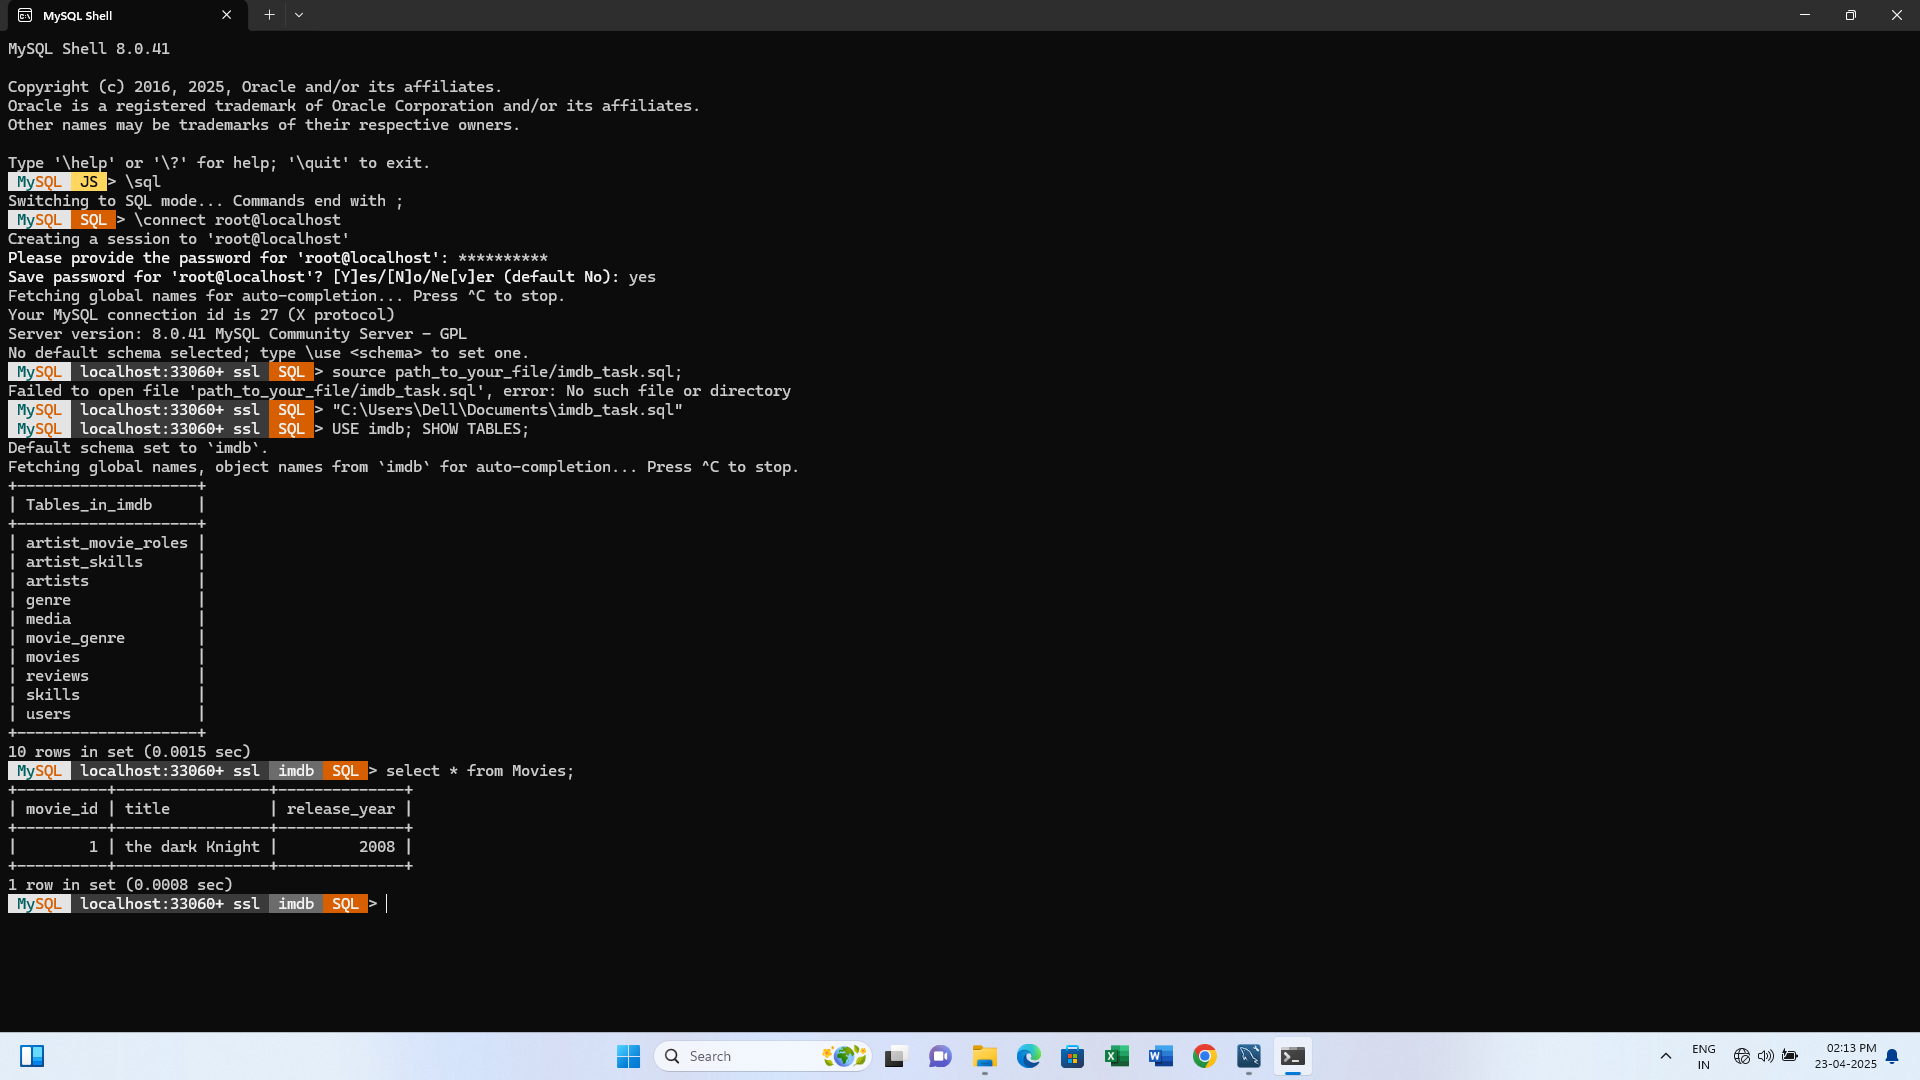 MySQL Shell
MySQL Shell 8.0.41
Copyright (c) 2016, 2025, Oracle and/or its affiliates.
Oracle is a registered trademark of Oracle Corporation and/or its affiliates.
Other names may be trademarks of their respective owners.
Type '\help' or '\?' for help; '\quit' to exit.
MySQL JS > \sql
Switching to SQL mode... Commands end with ;
MySQL SQL > \connect root@localhost
Creating a session to 'root@localhost'
Please provide the password for 'root@localhost': **********
Save password for 'root@localhost'? [Y]es/[N]o/Ne[v]er (default No): yes
Fetching global names for auto-completion... Press ^C to stop.
Your MySQL connection id is 27 (X protocol)
Server version: 8.0.41 MySQL Community Server - GPL
No default schema selected; type \use <schema> to set one.
MySQL localhost:33060+ ssl SQL > source path_to_your_file/imdb_task.sql;
Failed to open file 'path_to_your_file/imdb_task.sql', error: No such file or directory
MySQL localhost:33060+ ssl SQL > "C:\Users\Dell\Documents\imdb_task.sql"
MySQL localhost:33060+ ssl SQL > USE imdb; SHOW TABLES;
Default schema set to `imdb`.
Fetching global names, object names from `imdb` for auto-completion... Press ^C to stop.
+--------------------+
| Tables_in_imdb     |
+--------------------+
| artist_movie_roles |
| artist_skills      |
| artists            |
| genre              |
| media              |
| movie_genre        |
| movies             |
| reviews            |
| skills             |
| users              |
+--------------------+
10 rows in set (0.0015 sec)
MySQL localhost:33060+ ssl imdb SQL > select * from Movies;
+----------+-----------------+--------------+
| movie_id | title           | release_year |
+----------+-----------------+--------------+
|        1 | the dark Knight |         2008 |
+----------+-----------------+--------------+
1 row in set (0.0008 sec)
MySQL localhost:33060+ ssl imdb SQL >
Search
ENG
IN
02:13 PM
23-04-2025